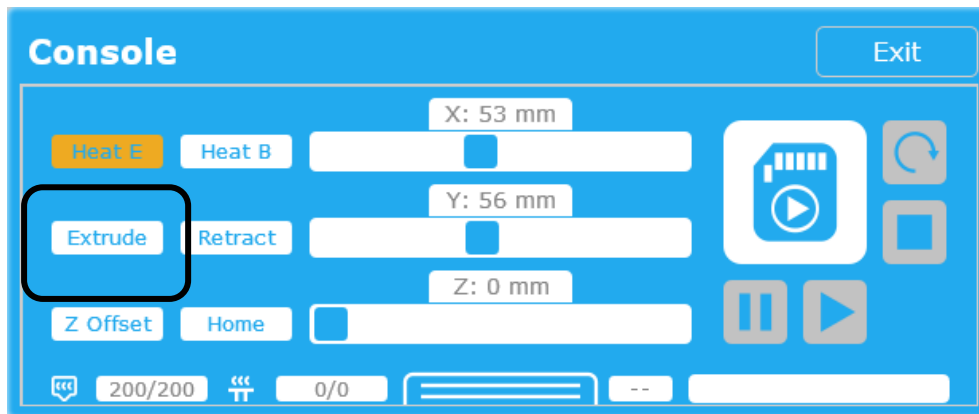 Console
Exit
X: 53 mm
Heat E
Heat B
Y: 56 mm
Extrude
Retract
Z: 0 mm
Z Offset
Home
200/200
0/0
--